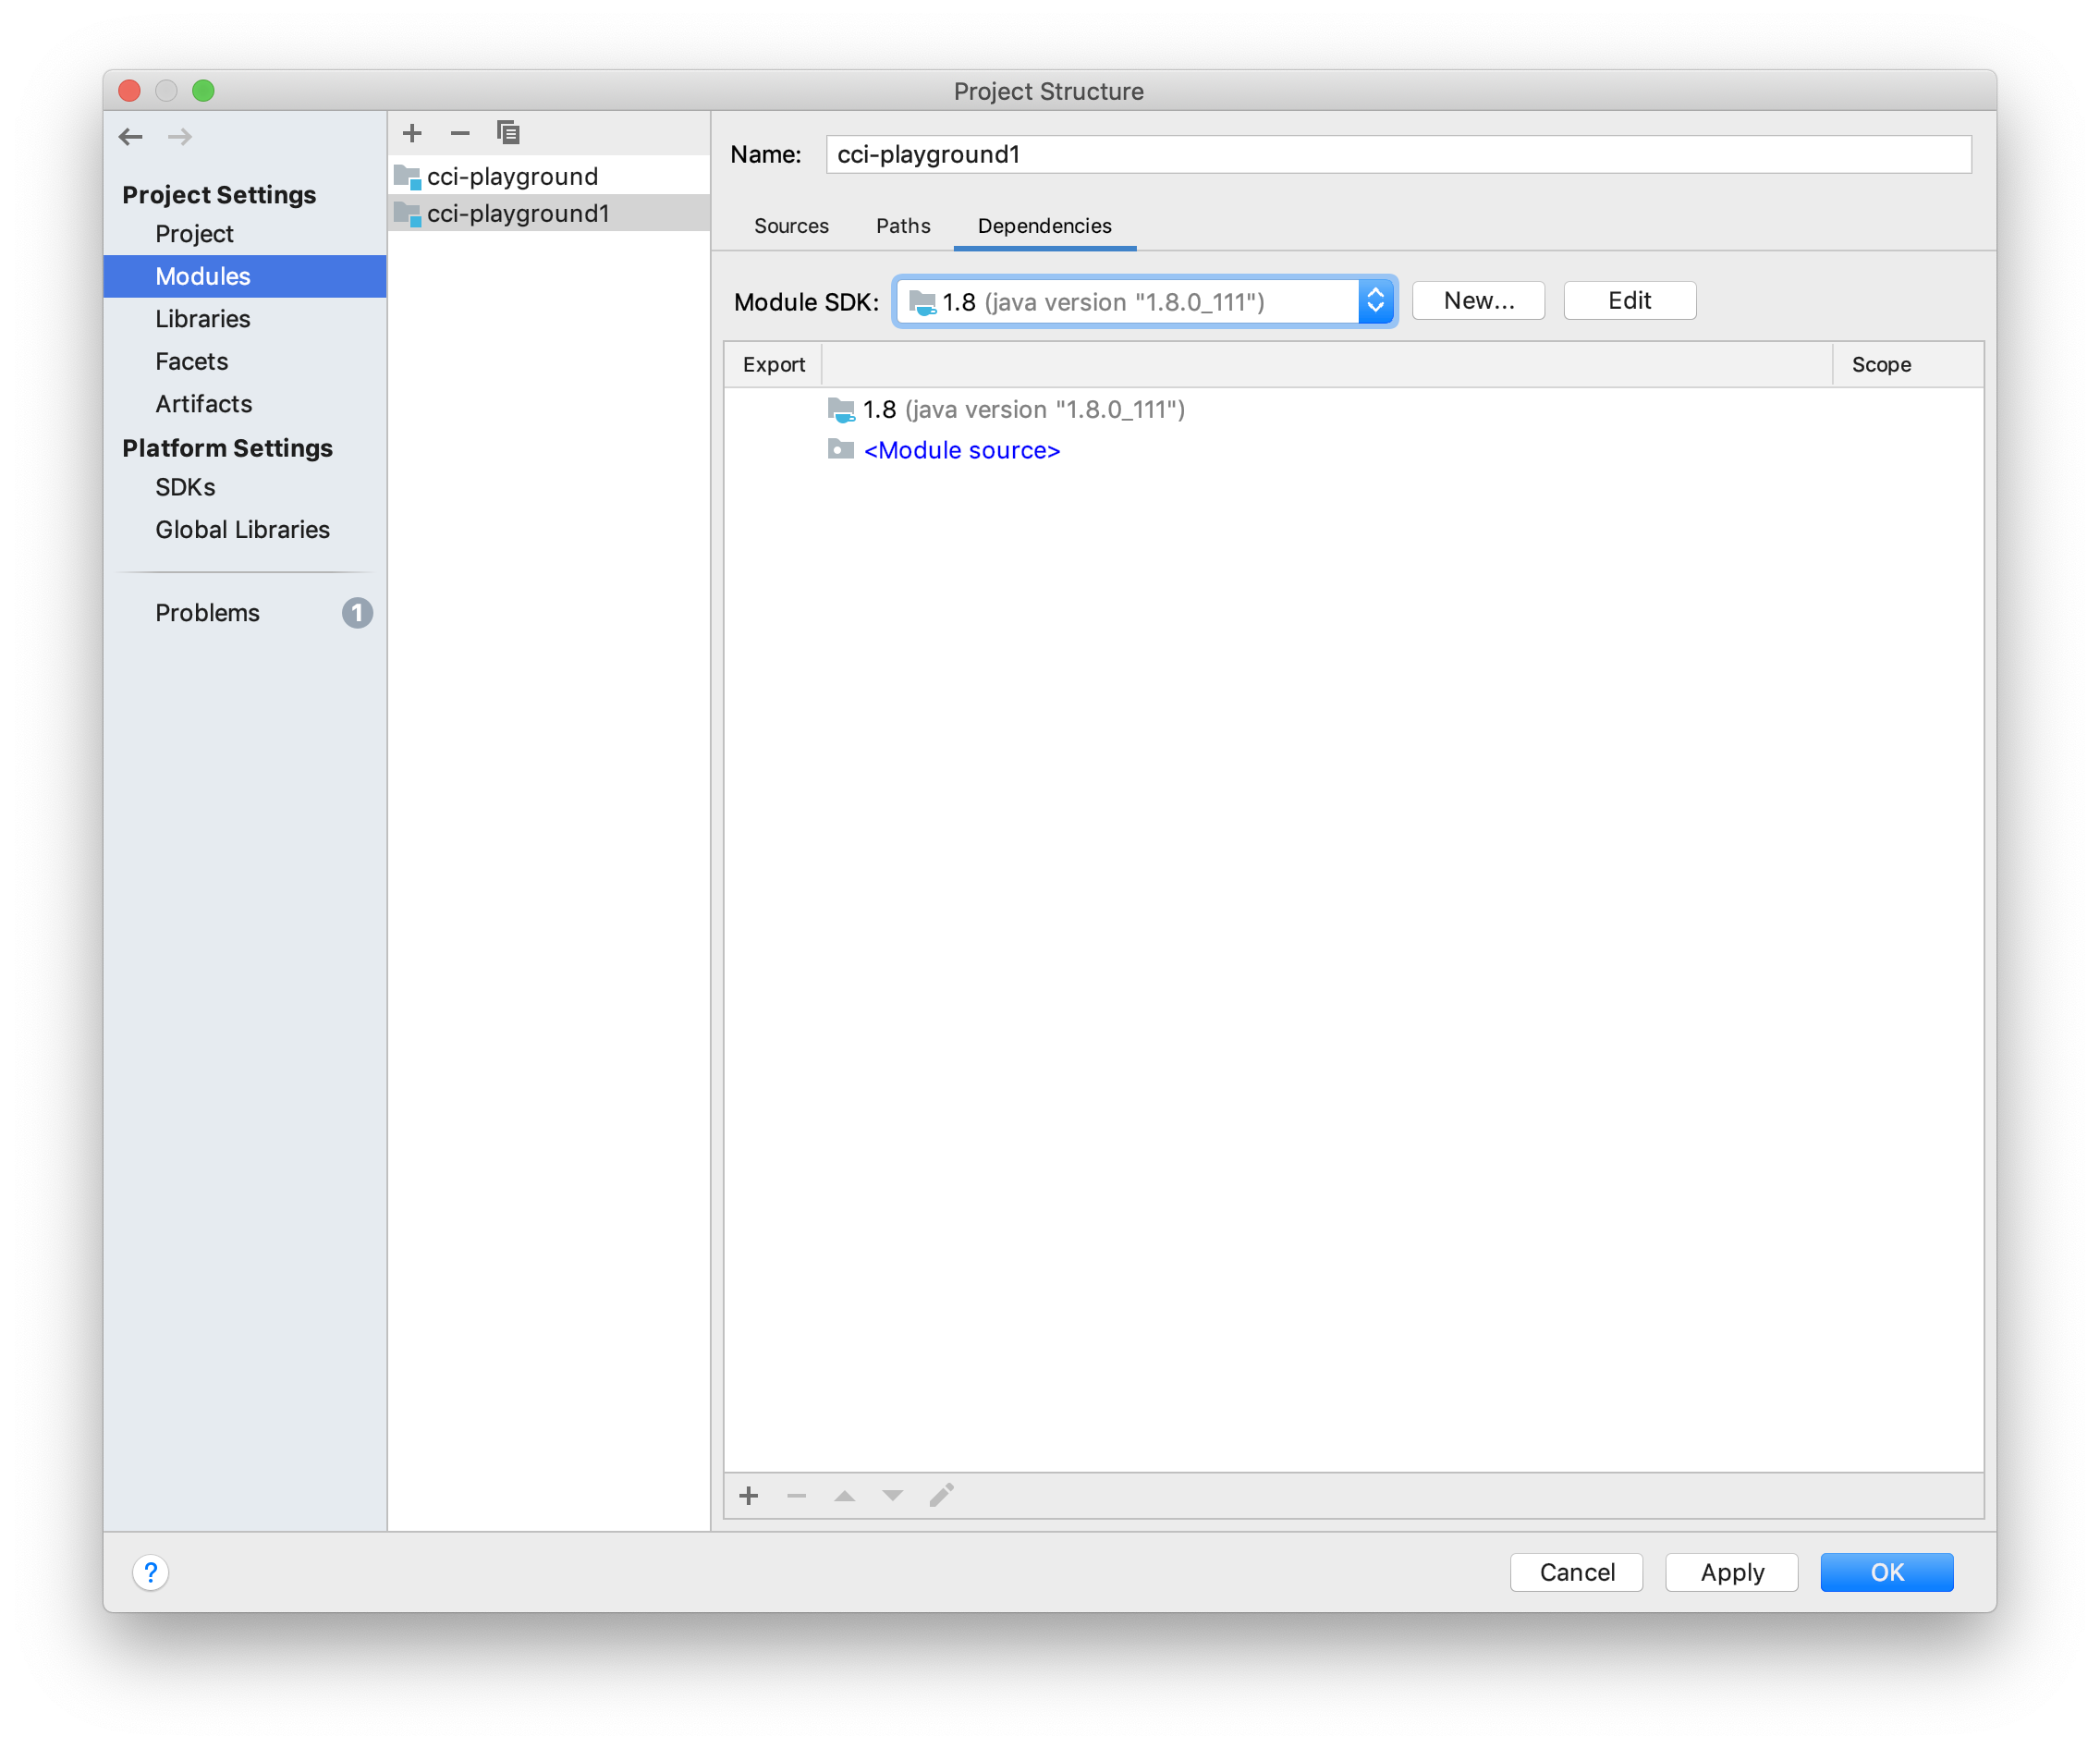 Project Structure
Project Settings
Project
Modules
Libraries
Facets
Artifacts
Platform Settings
SDKs
Global Libraries
Problems
1
cci-playground
cci-playground1
Name: cci-playground1
Sources Paths Dependencies
Module SDK: 1.8 (java version "1.8.0_111") New... Edit
Export Scope
1.8 (java version "1.8.0_111")
<Module source>
? Cancel Apply OK